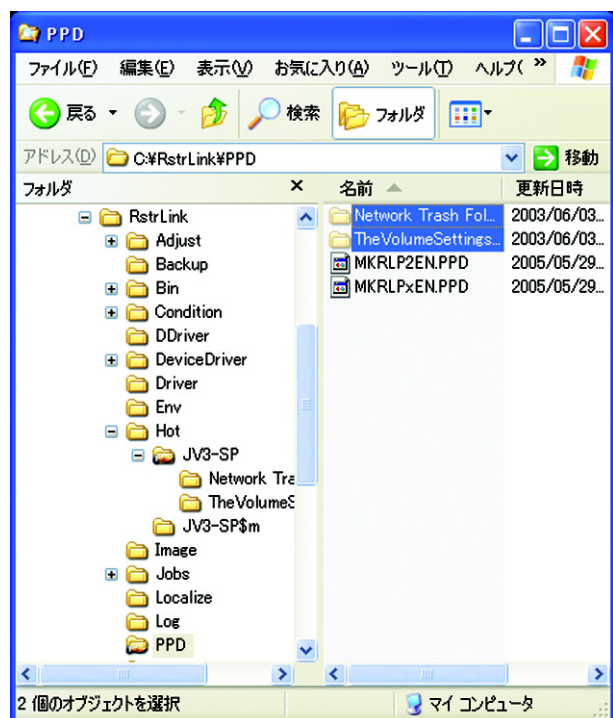 PPD
ファイル(F) 編集(E) 表示(V) お気に入り(A) ツール(T) ヘルプ( »
戻る 検索 フォルダ
アドレス(D) C:¥RstrLink¥PPD 移動
フォルダ × 名前 更新日時
RstrLink
Adjust
Backup
Bin
Condition
DDriver
DeviceDriver
Driver
Env
Hot
JV3-SP
Network Tra
TheVolumeS
JV3-SP$m
Image
Jobs
Localize
Log
PPD
Network Trash Fol... 2003/06/03...
TheVolumeSettings... 2003/06/03...
MKRLP2EN.PPD 2005/05/29...
MKRLPxEN.PPD 2005/05/29...
2 個のオブジェクトを選択 マイ コンピュータ